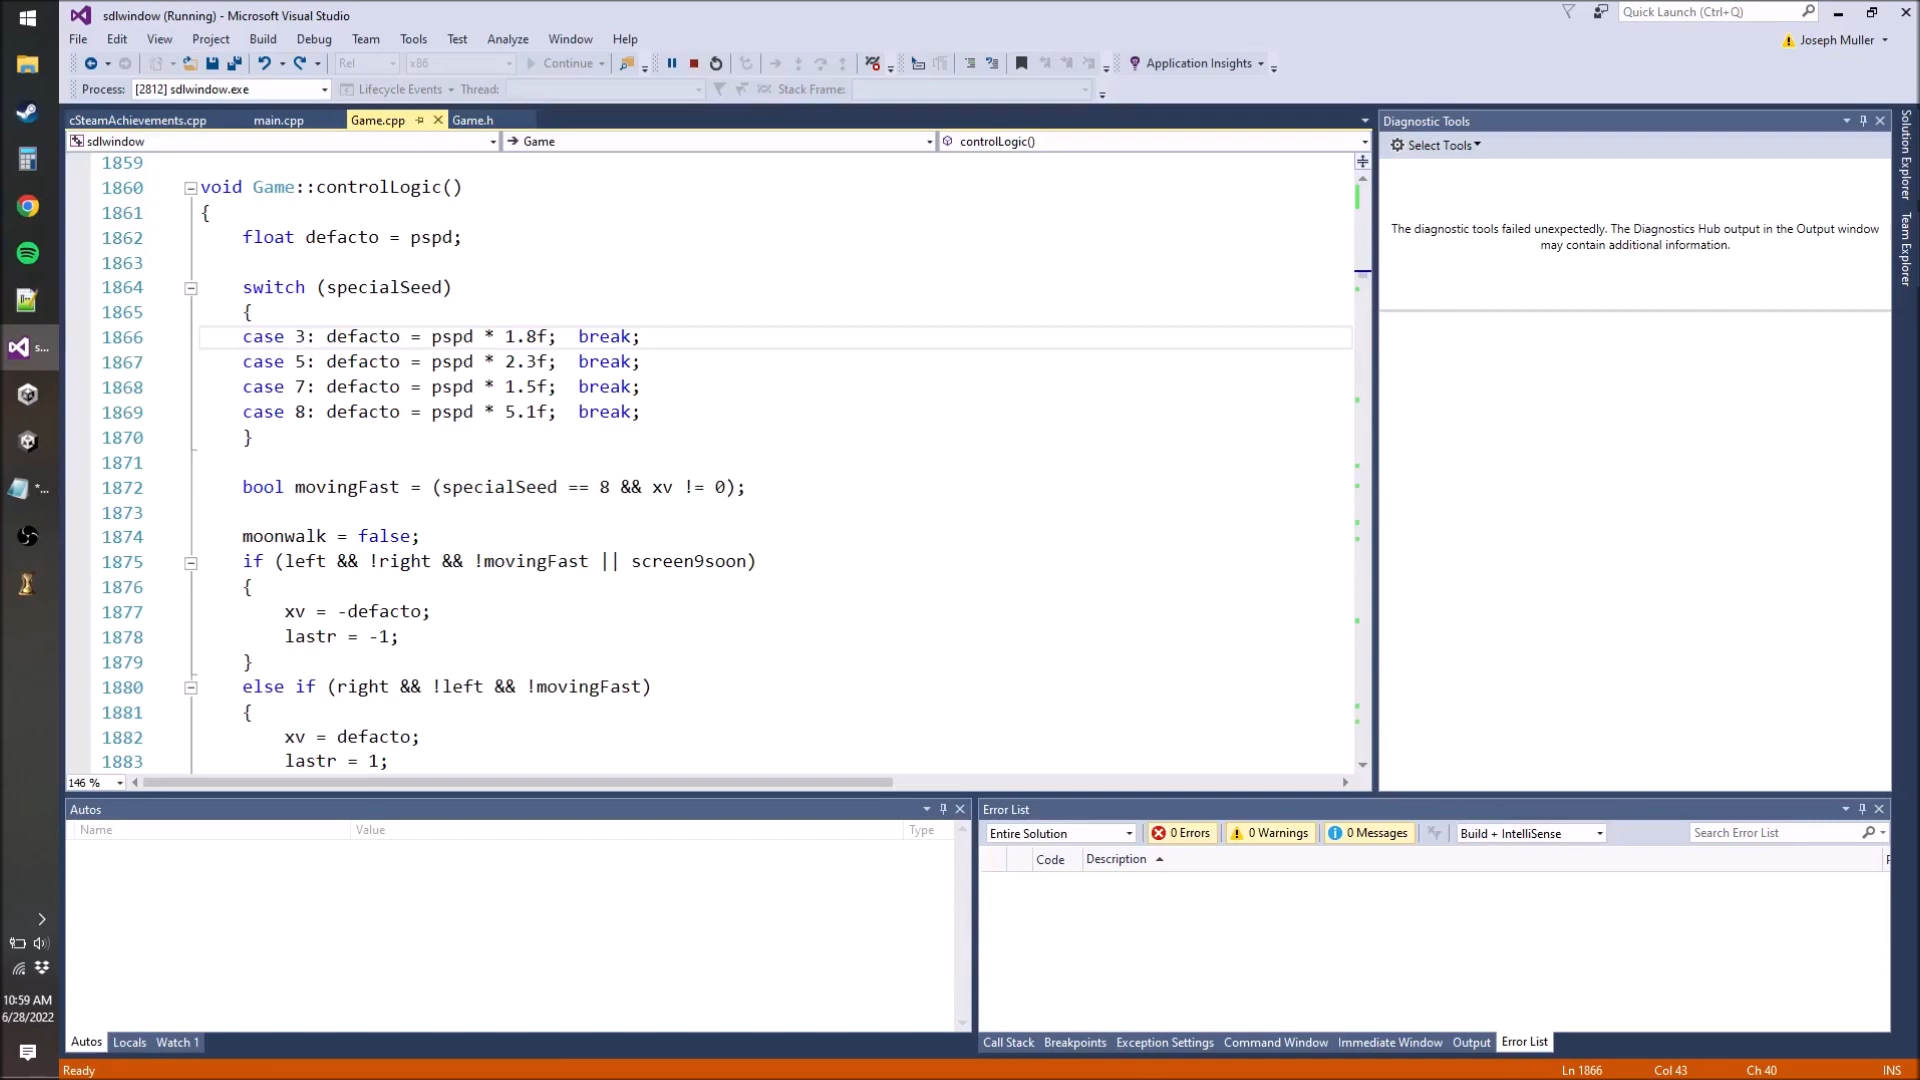 sdlwindow (Running) - Microsoft Visual Studio
Quick Launch (Ctrl+Q)
File Edit View Project Build Debug Team Tools Test Analyze Window Help
Joseph Muller
Rel x86 Continue Application Insights
Process: [2812] sdlwindow.exe Lifecycle Events Thread: Stack Frame:
cSteamAchievements.cpp main.cpp Game.cpp Game.h
sdlwindow Game controlLogic()
1859
1860 void Game::controlLogic()
1861 {
1862 float defacto = pspd;
1863
1864 switch (specialSeed)
1865 {
1866 case 3: defacto = pspd * 1.8f; break;
1867 case 5: defacto = pspd * 2.3f; break;
1868 case 7: defacto = pspd * 1.5f; break;
1869 case 8: defacto = pspd * 5.1f; break;
1870 }
1871
1872 bool movingFast = (specialSeed == 8 && xv != 0);
1873
1874 moonwalk = false;
1875 if (left && !right && !movingFast || screen9soon)
1876 {
1877 xv = -defacto;
1878 lastr = -1;
1879 }
1880 else if (right && !left && !movingFast)
1881 {
1882 xv = defacto;
1883 lastr = 1;
146 %
Diagnostic Tools
Select Tools
The diagnostic tools failed unexpectedly. The Diagnostics Hub output in the Output window
may contain additional information.
Solution Explorer
Team Explorer
Autos
Name Value Type
Autos Locals Watch 1
Error List
Entire Solution 0 Errors 0 Warnings 0 Messages Build + IntelliSense Search Error List
Code Description
Call Stack Breakpoints Exception Settings Command Window Immediate Window Output Error List
s...
*...
10:59 AM
6/28/2022
Ready Ln 1866 Col 43 Ch 40 INS